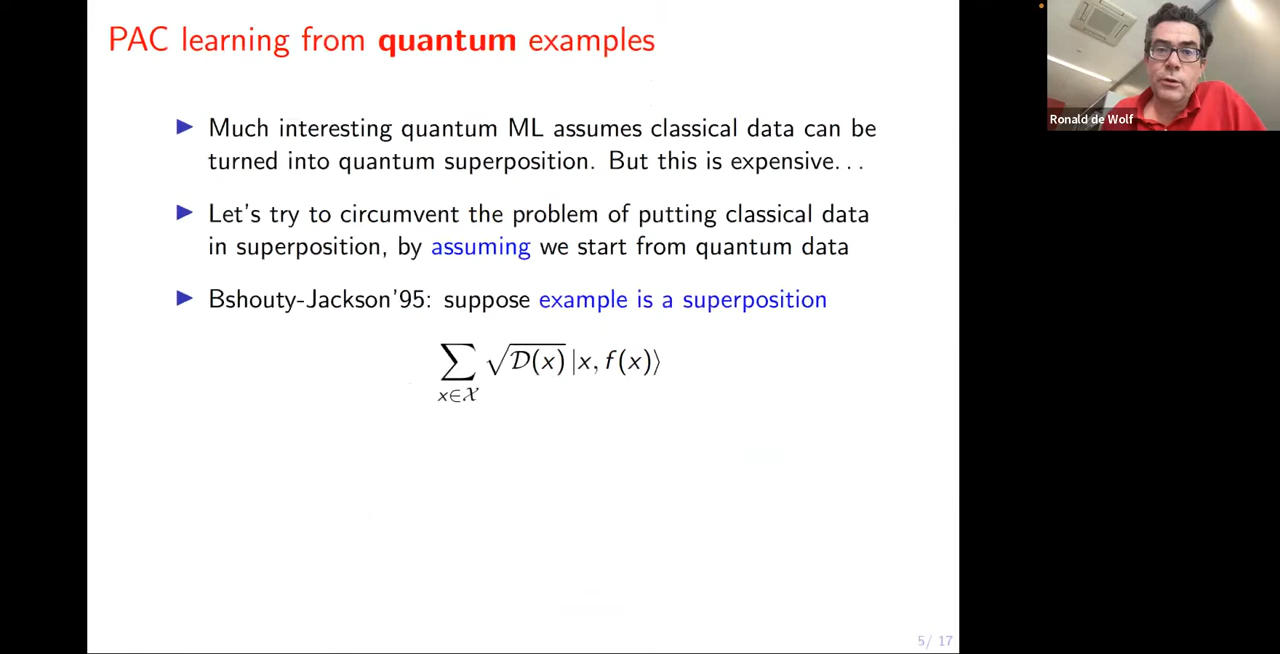 PAC learning from quantum examples
Much interesting quantum ML assumes classical data can be
turned into quantum superposition. But this is expensive...
Let's try to circumvent the problem of putting classical data
in superposition, by assuming we start from quantum data
Bshouty-Jackson'95: suppose example is a superposition
∑ √D(x) |x, f(x)⟩
x∈𝒳
5/ 17
Ronald de Wolf